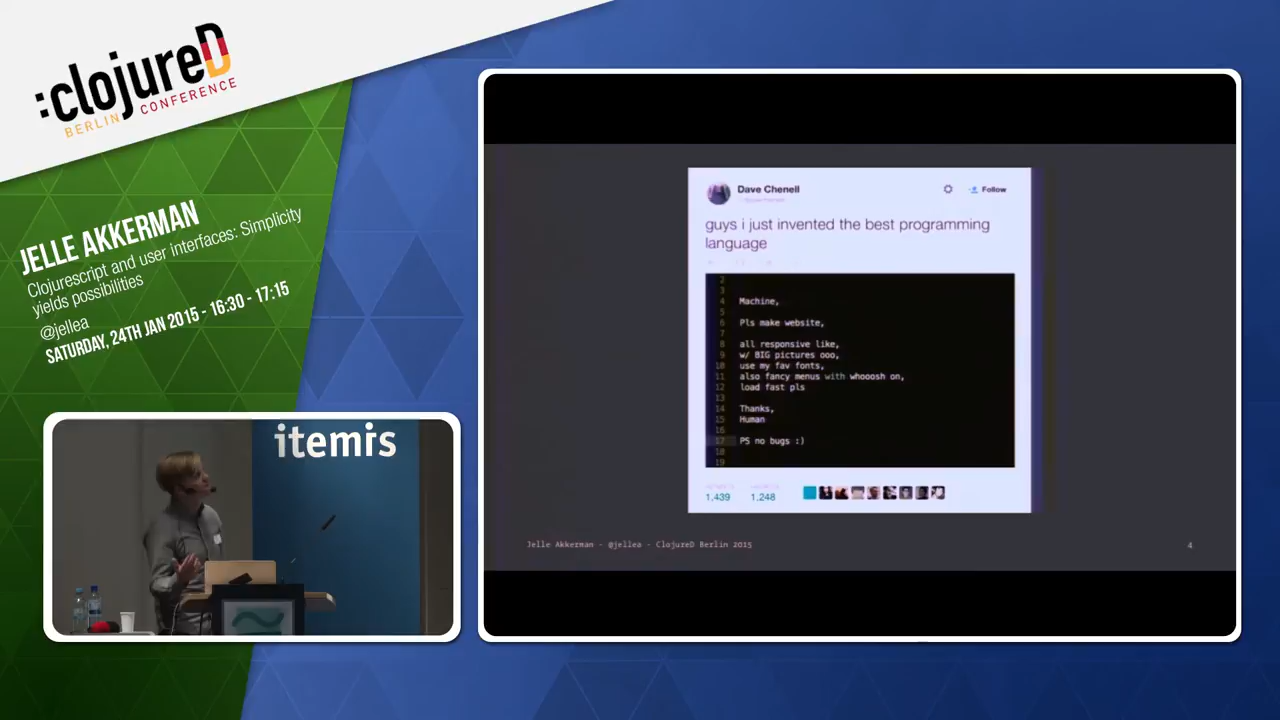 :clojureD
BERLIN CONFERENCE
JELLE AKKERMAN
Clojurescript and user interfaces: Simplicity
yields possibilities
@jellea
SATURDAY, 24TH JAN 2015 - 16:30 - 17:15
itemis
Dave Chenell
Follow
guys i just invented the best programming
language
2
3
4 Machine,
5
6 Pls make website,
7
8 all responsive like,
9 w/ BIG pictures ooo,
10 use my fav fonts,
11 also fancy menus with whooosh on,
12 load fast pls
13
14 Thanks,
15 Human
16
17 PS no bugs :)
18
19
1,439 1,248
Jelle Akkerman - @jellea - ClojureD Berlin 2015
4